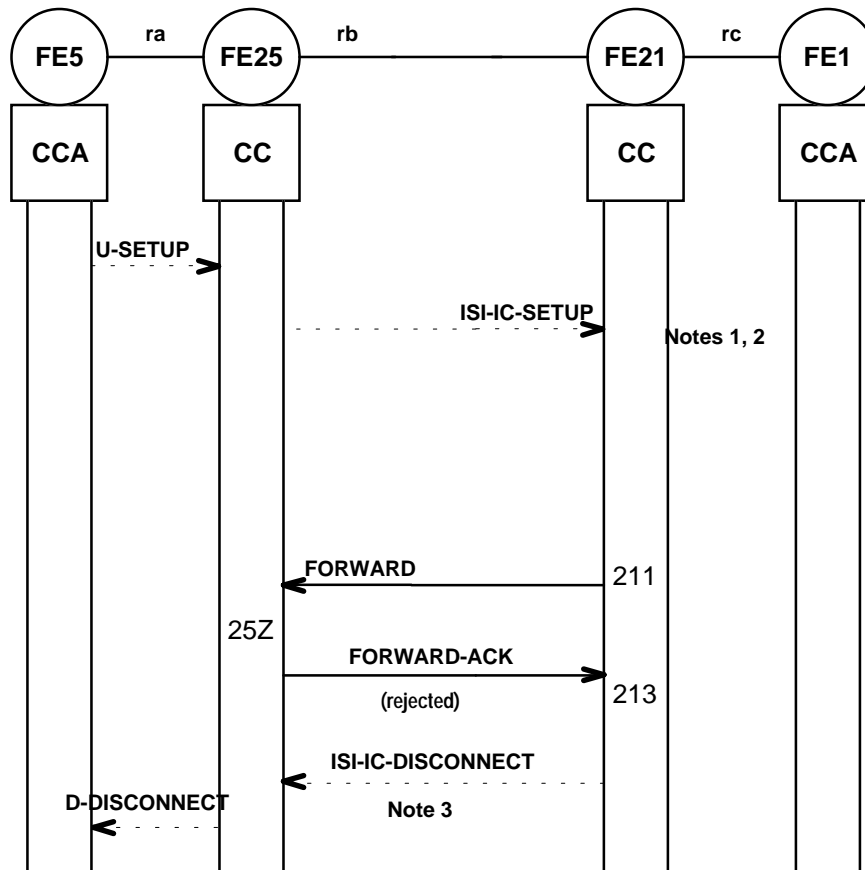 ra rb rc
FE5 FE25 FE21 FE1
CCA CC CC CCA
U-SETUP
ISI-IC-SETUP
Notes 1, 2
FORWARD 211
25Z
FORWARD-ACK
(rejected) 213
ISI-IC-DISCONNECT
D-DISCONNECT Note 3